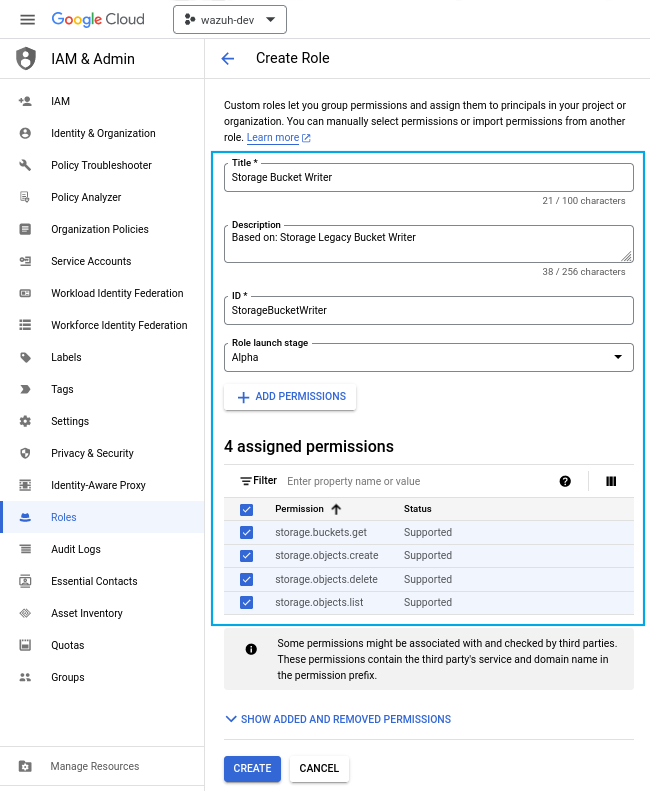 Google Cloud
wazuh-dev
IAM & Admin
Create Role
IAM
Identity & Organization
Policy Troubleshooter
Policy Analyzer
Organization Policies
Service Accounts
Workload Identity Federation
Workforce Identity Federation
Labels
Tags
Settings
Privacy & Security
Identity-Aware Proxy
Roles
Audit Logs
Essential Contacts
Asset Inventory
Quotas
Groups
Manage Resources
Custom roles let you group permissions and assign them to principals in your project or
organization. You can manually select permissions or import permissions from another
role. Learn more
Title *
Storage Bucket Writer
21 / 100 characters
Description
Based on: Storage Legacy Bucket Writer
38 / 256 characters
ID *
StorageBucketWriter
Role launch stage
Alpha
ADD PERMISSIONS
4 assigned permissions
Filter Enter property name or value
Permission Status
storage.buckets.get Supported
storage.objects.create Supported
storage.objects.delete Supported
storage.objects.list Supported
Some permissions might be associated with and checked by third parties.
These permissions contain the third party's service and domain name in
the permission prefix.
SHOW ADDED AND REMOVED PERMISSIONS
CREATE CANCEL